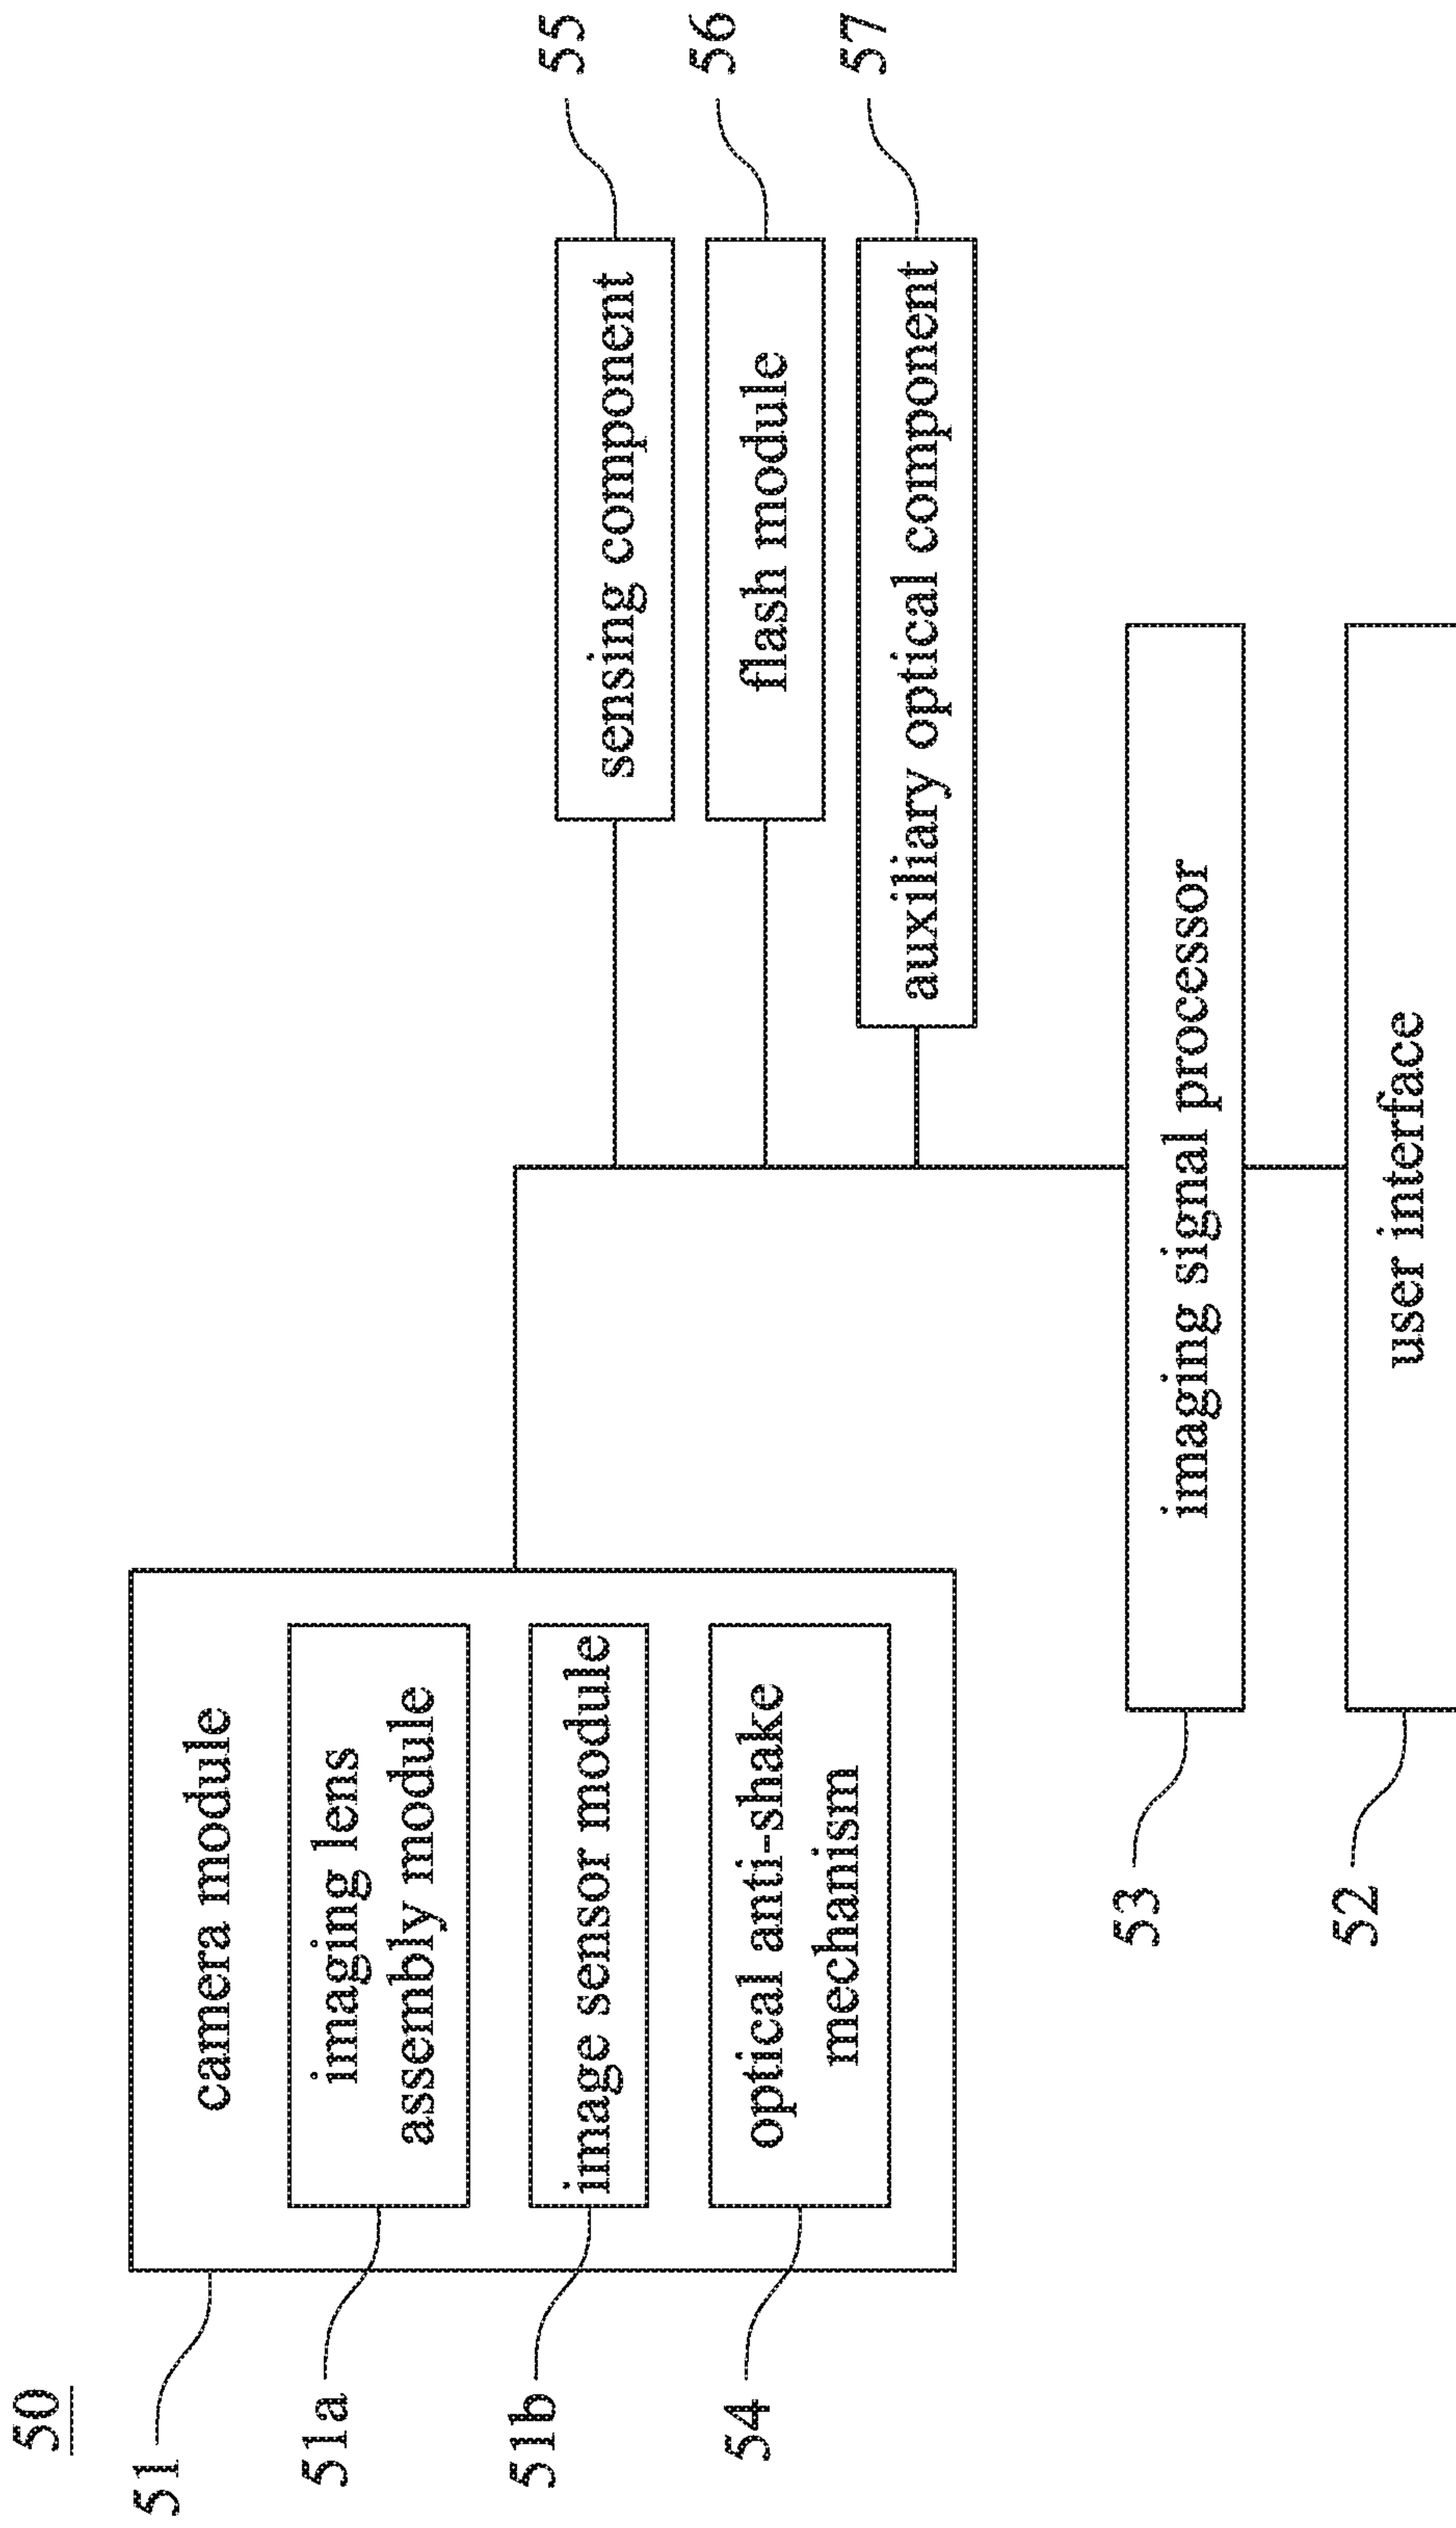 50
51
camera module
51a
imaging lens
assembly module
51b
image sensor module
54
optical anti-shake
mechanism
sensing component
55
flash module
56
auxiliary optical component
57
53
imaging signal processor
52
user interface